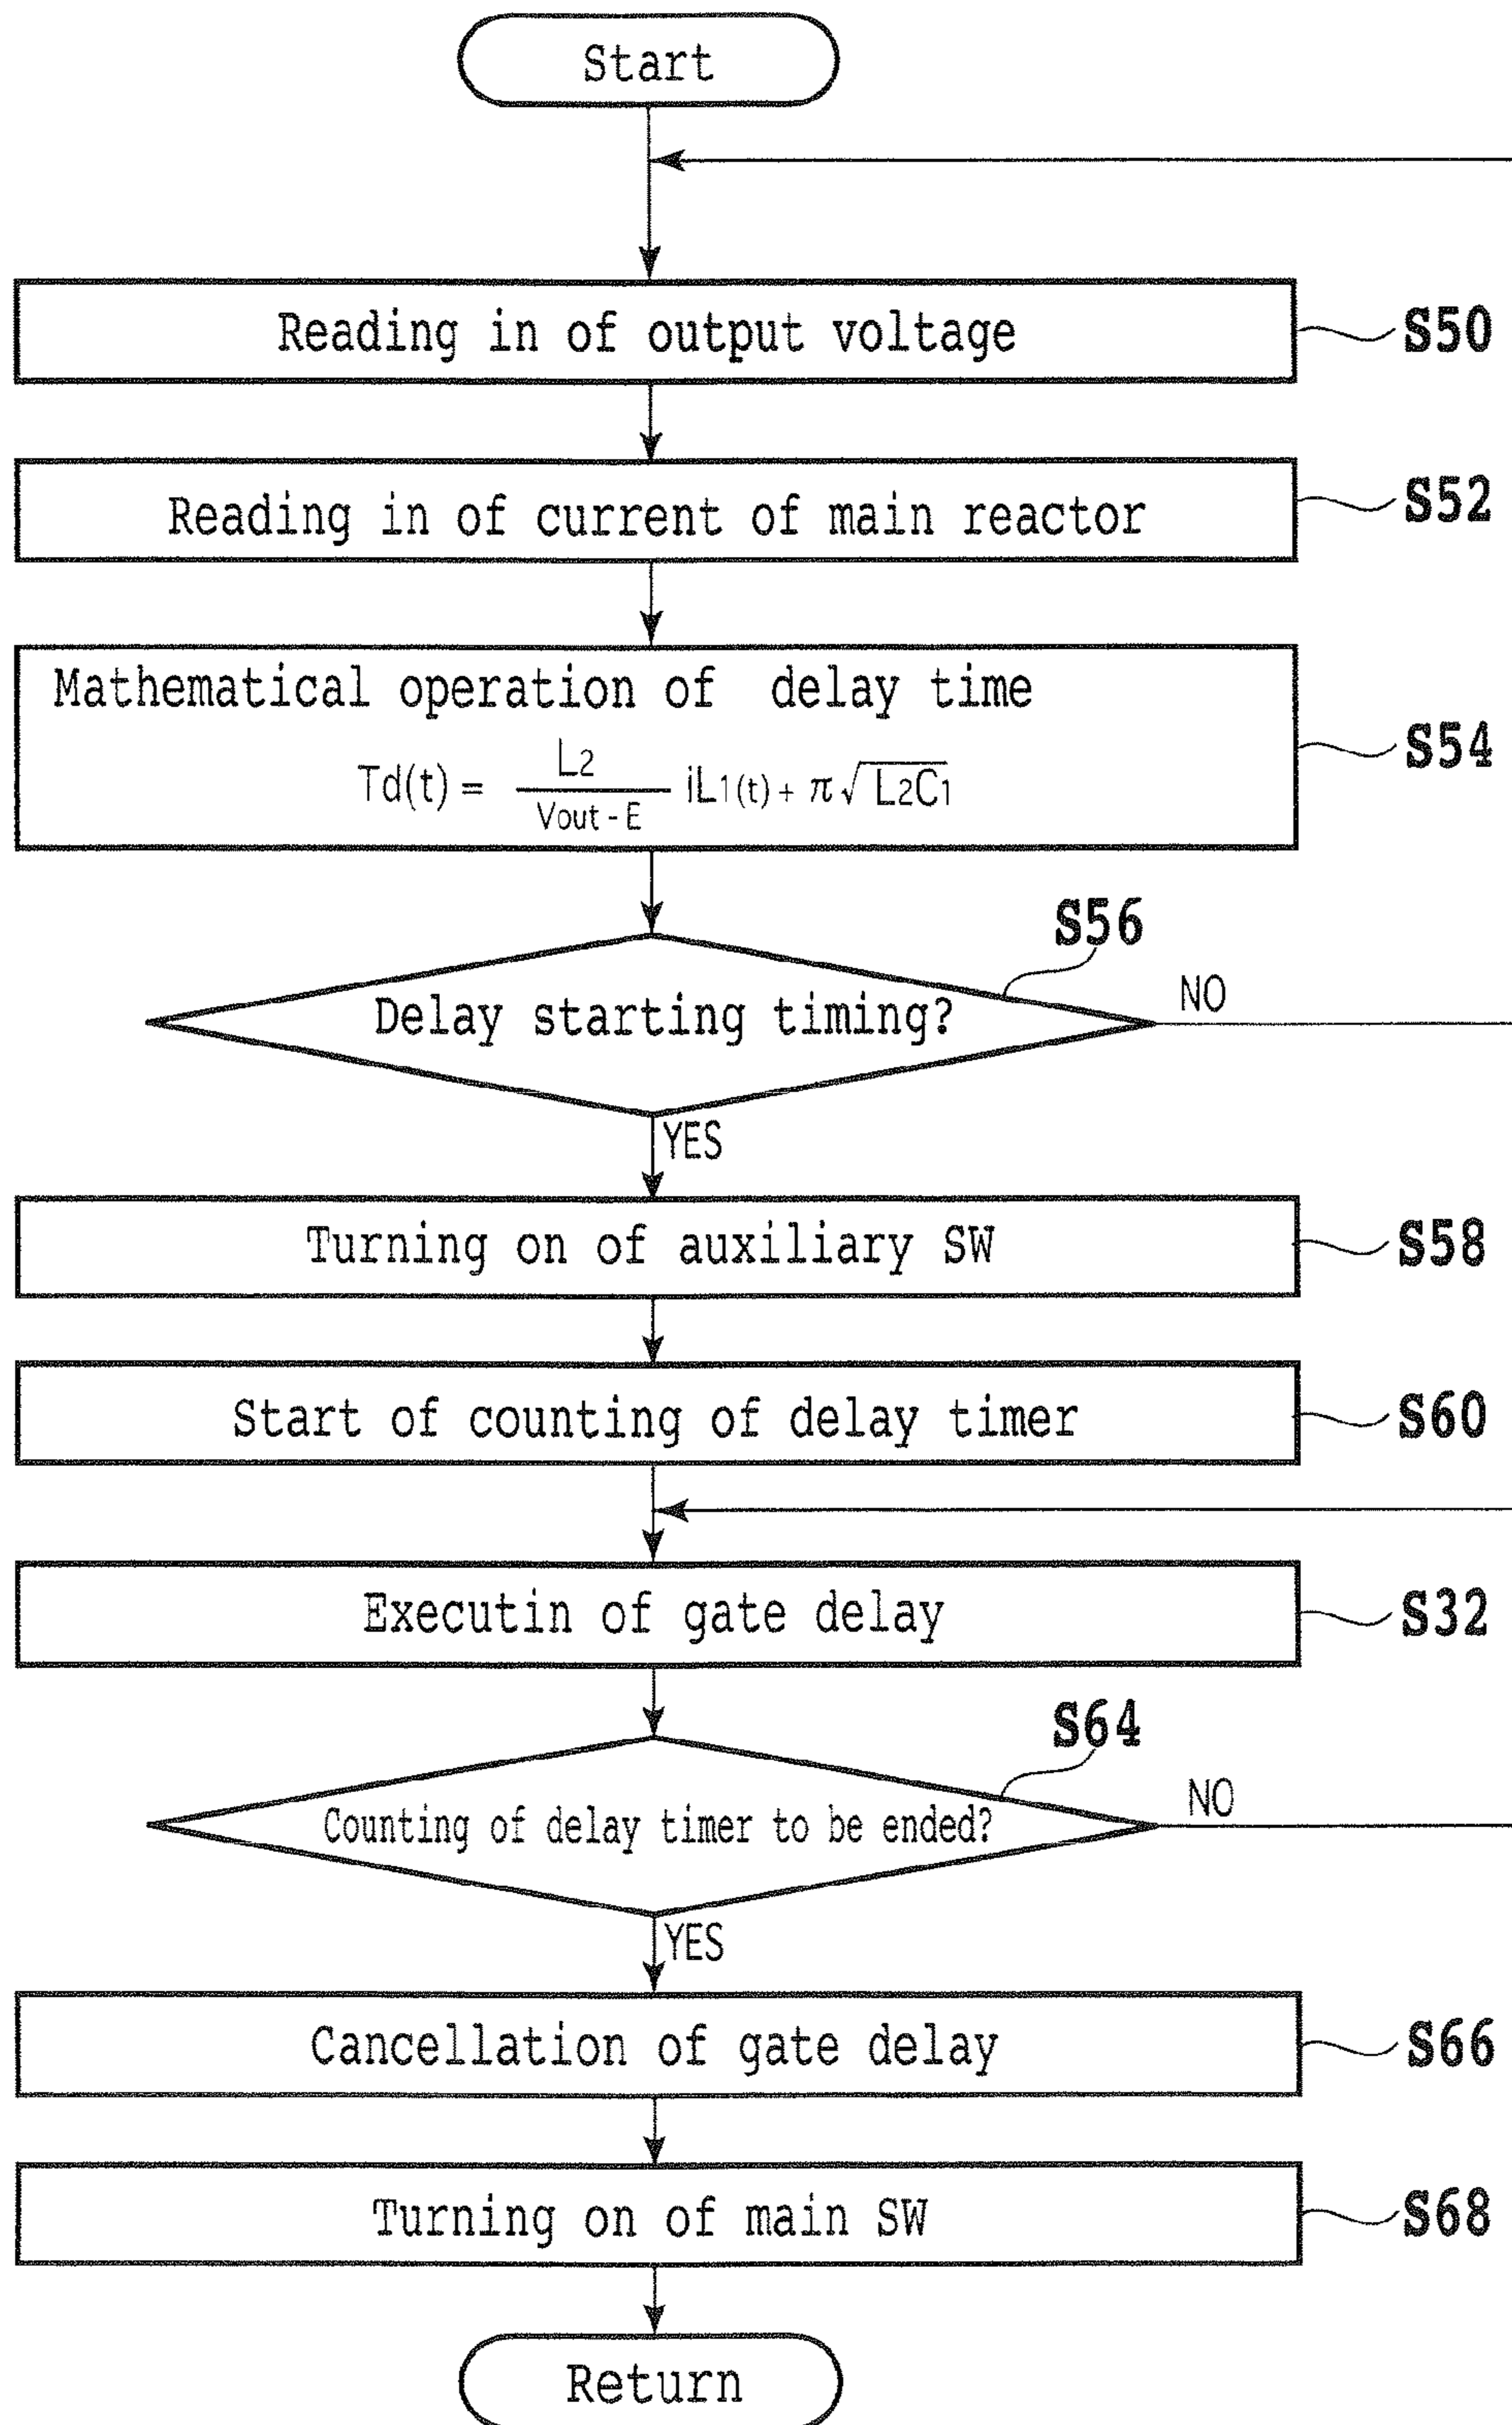 Start
Reading in of output voltage
S50
Reading in of current of main reactor
S52
Mathematical operation of delay time
Td(t) = L2 / Vout - E iL1(t) + π√L2C1
S54
S56
Delay starting timing?
NO
YES
Turning on of auxiliary SW
S58
Start of counting of delay timer
S60
Executin of gate delay
S32
S64
Counting of delay timer to be ended?
NO
YES
Cancellation of gate delay
S66
Turning on of main SW
S68
Return